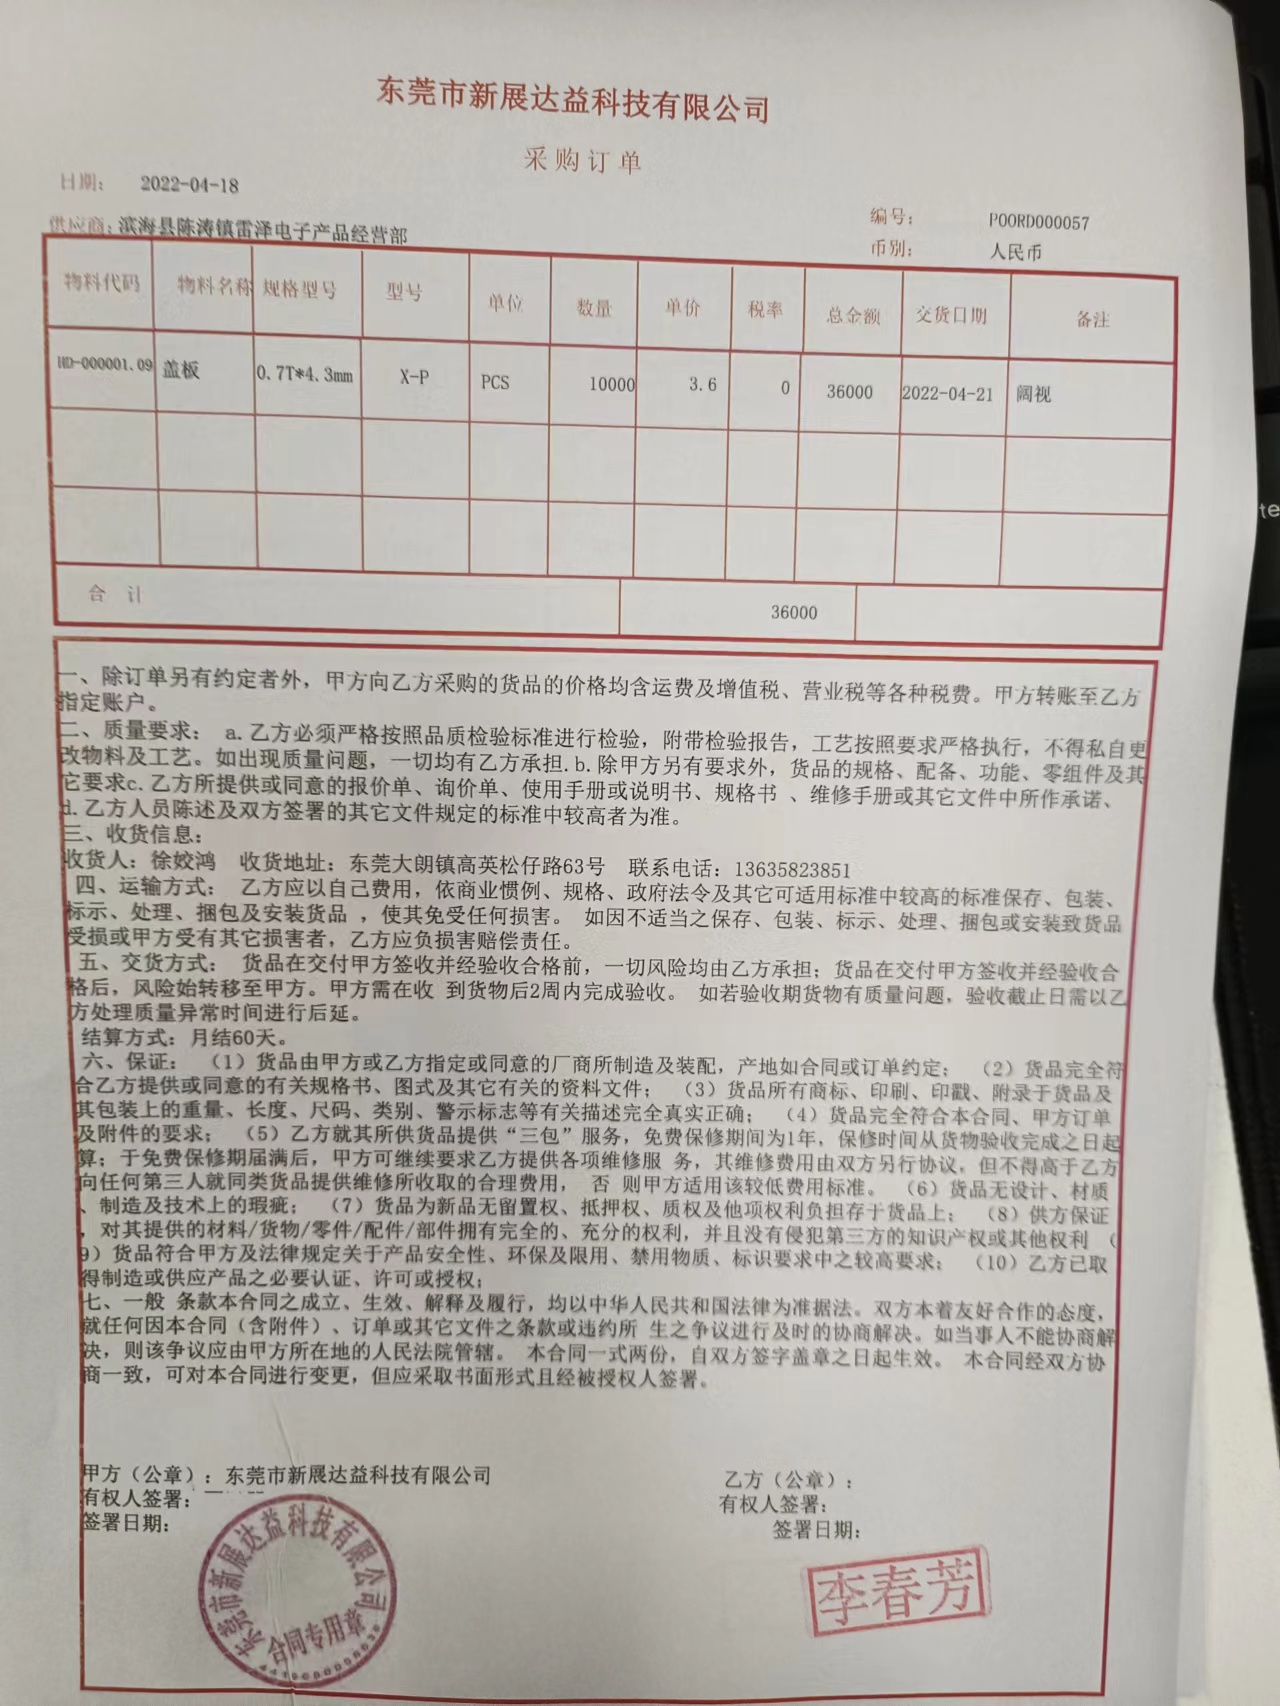 东莞市新展达益科技有限公司
采购订单
日期： 2022-04-18
供应商：滨海县陈涛镇雷泽电子产品经营部
编号： POORD000057
币别： 人民币
物料代码 物料名称 规格型号 型号 单位 数量 单价 税率 总金额 交货日期 备注
HD-000001.09 盖板 0.7T*4.3mm X-P PCS 10000 3.6 0 36000 2022-04-21 阔视
合 计 36000
一、除订单另有约定者外，甲方向乙方采购的货品的价格均含运费及增值税、营业税等各种税费。甲方转账至乙方
指定账户。
二、质量要求： a.乙方必须严格按照品质检验标准进行检验，附带检验报告，工艺按照要求严格执行，不得私自更
改物料及工艺。如出现质量问题，一切均有乙方承担.b.除甲方另有要求外，货品的规格、配备、功能、零组件及其
它要求c.乙方所提供或同意的报价单、询价单、使用手册或说明书、规格书 、维修手册或其它文件中所作承诺、
d.乙方人员陈述及双方签署的其它文件规定的标准中较高者为准。
三、收货信息：
收货人：徐姣鸿 收货地址：东莞大朗镇高英松仔路63号 联系电话：13635823851
四、运输方式： 乙方应以自己费用，依商业惯例、规格、政府法令及其它可适用标准中较高的标准保存、包装、
标示、处理、捆包及安装货品 ，使其免受任何损害。 如因不适当之保存、包装、标示、处理、捆包或安装致货品
受损或甲方受有其它损害者，乙方应负损害赔偿责任。
五、交货方式： 货品在交付甲方签收并经验收合格前，一切风险均由乙方承担；货品在交付甲方签收并经验收合
格后，风险始转移至甲方。甲方需在收 到货物后2周内完成验收。 如若验收期货物有质量问题，验收截止日需以乙
方处理质量异常时间进行后延。
结算方式：月结60天。
六、保证： （1）货品由甲方或乙方指定或同意的厂商所制造及装配，产地如合同或订单约定； （2）货品完全符
合乙方提供或同意的有关规格书、图式及其它有关的资料文件； （3）货品所有商标、印刷、印戳、附录于货品及
其包装上的重量、长度、尺码、类别、警示标志等有关描述完全真实正确； （4）货品完全符合本合同、甲方订单
及附件的要求； （5）乙方就其所供货品提供“三包”服务，免费保修期间为1年，保修时间从货物验收完成之日起
算；于免费保修期届满后，甲方可继续要求乙方提供各项维修服 务，其维修费用由双方另行协议，但不得高于乙方
向任何第三人就同类货品提供维修所收取的合理费用， 否 则甲方适用该较低费用标准。 （6）货品无设计、材质
、制造及技术上的瑕疵； （7）货品为新品无留置权、抵押权、质权及他项权利负担存于货品上； （8）供方保证
，对其提供的材料/货物/零件/配件/部件拥有完全的、充分的权利，并且没有侵犯第三方的知识产权或其他权利 （
9）货品符合甲方及法律规定关于产品安全性、环保及限用、禁用物质、标识要求中之较高要求； （10）乙方已取
得制造或供应产品之必要认证、许可或授权；
七、一般 条款本合同之成立、生效、解释及履行，均以中华人民共和国法律为准据法。双方本着友好合作的态度，
就任何因本合同（含附件）、订单或其它文件之条款或违约所 生之争议进行及时的协商解决。如当事人不能协商解
决，则该争议应由甲方所在地的人民法院管辖。 本合同一式两份，自双方签字盖章之日起生效。 本合同经双方协
商一致，可对本合同进行变更，但应采取书面形式且经被授权人签署。
甲方（公章）：东莞市新展达益科技有限公司
有权人签署：
签署日期：
乙方（公章）：
有权人签署：
签署日期：
东莞市新展达益科技有限公司
合同专用章
李春芳
te